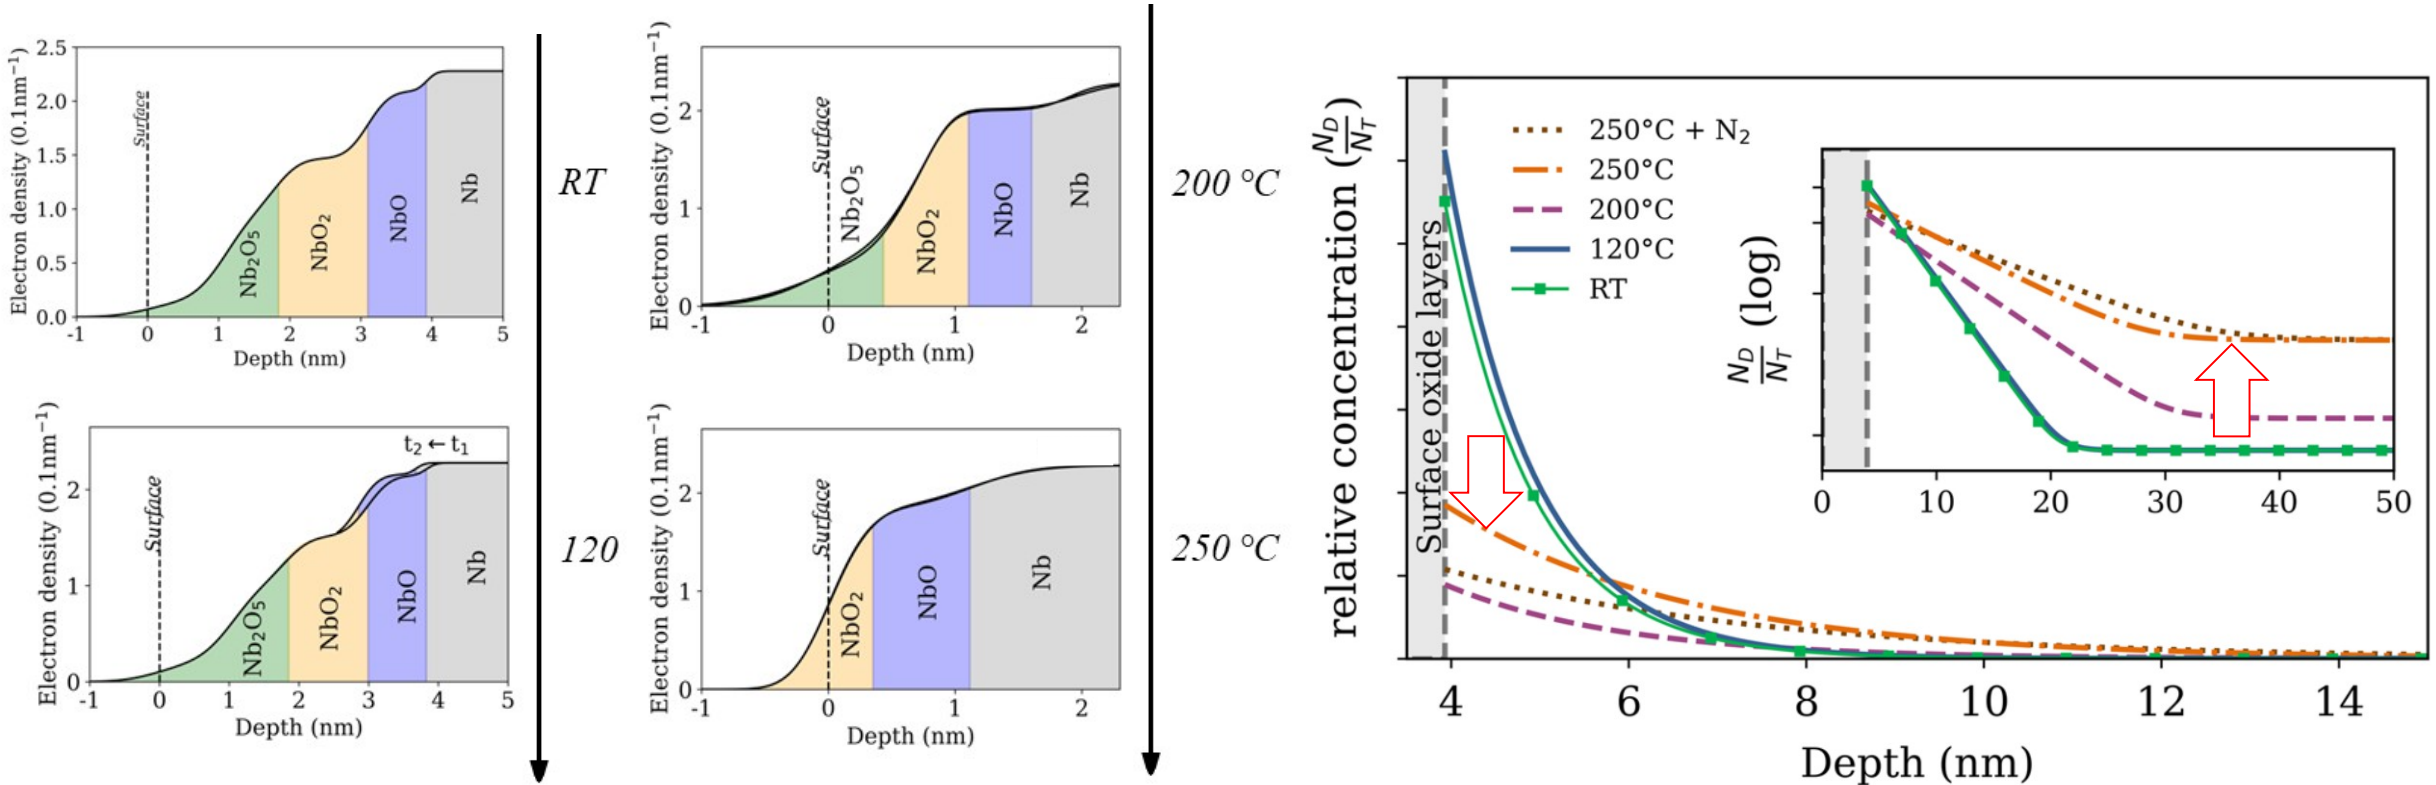 Electron density (0.1nm⁻¹)
2.5
2.0
1.5
1.0
0.5
0.0
Surface
Nb₂O₅
NbO₂
NbO
Nb
-1 0 1 2 3 4 5
Depth (nm)
RT
Electron density (0.1nm⁻¹)
2
1
0
Surface
Nb₂O₅
NbO₂
NbO
Nb
-1 0 1 2
Depth (nm)
200 °C
Electron density (0.1nm⁻¹)
2
1
0
t₂ ← t₁
Surface
Nb₂O₅
NbO₂
NbO
Nb
-1 0 1 2 3 4 5
Depth (nm)
120
Electron density (0.1nm⁻¹)
2
1
0
Surface
NbO₂
NbO
Nb
-1 0 1 2
Depth (nm)
250 °C
relative concentration (N_D/N_T)
Surface oxide layers
250°C + N₂
250°C
200°C
120°C
RT
N_D/N_T (log)
0 10 20 30 40 50
4 6 8 10 12 14
Depth (nm)